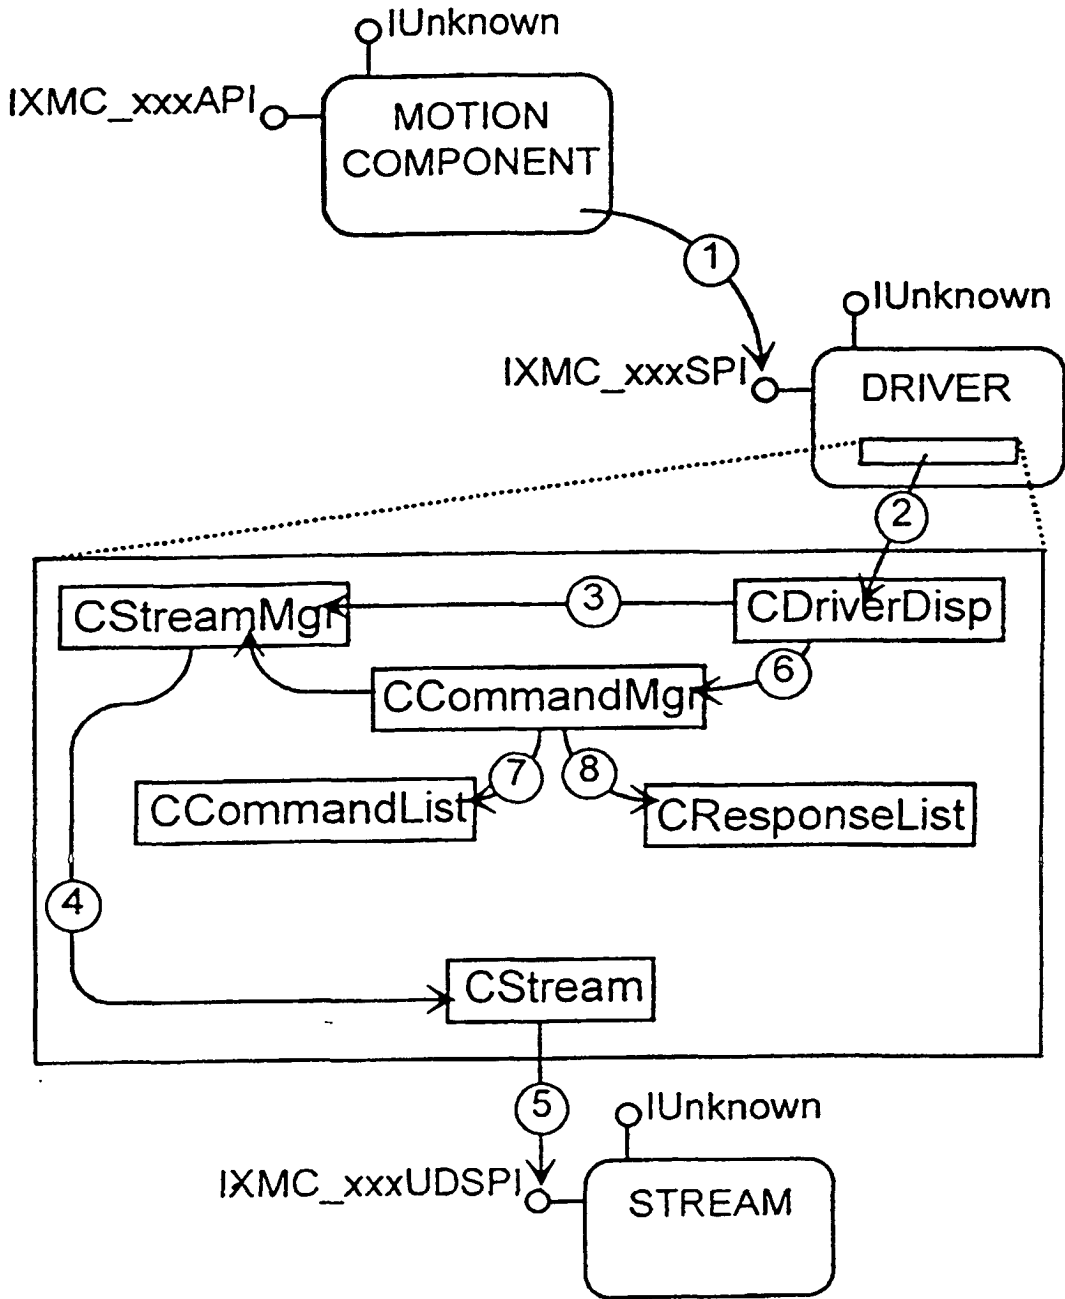 IUnknown
IXMC_xxxAPI
MOTION
COMPONENT
1
IUnknown
IXMC_xxxSPI
DRIVER
2
CStreamMgr
3
CDriverDisp
6
CCommandMgr
7
8
CCommandList
CResponseList
4
CStream
5
IUnknown
IXMC_xxxUDSPI
STREAM